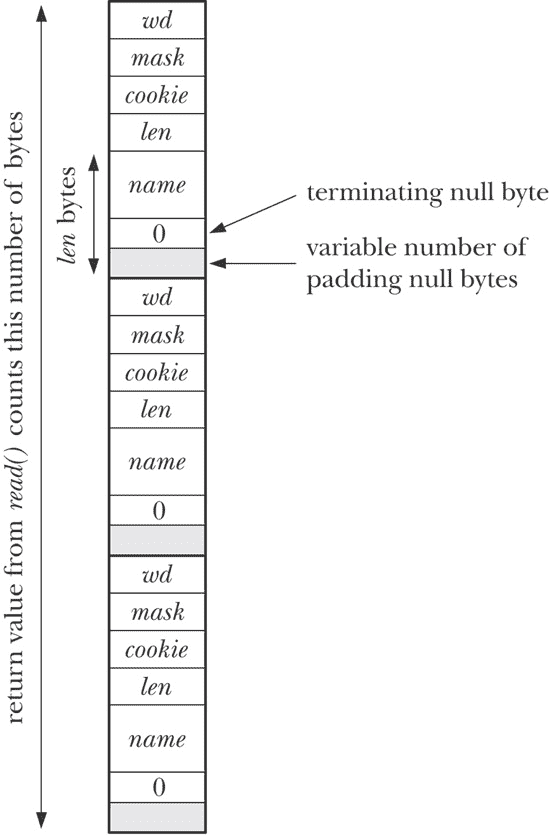 return value from read() counts this number of bytes
len bytes
wd
mask
cookie
len
name
0
terminating null byte
variable number of
padding null bytes
wd
mask
cookie
len
name
0
wd
mask
cookie
len
name
0